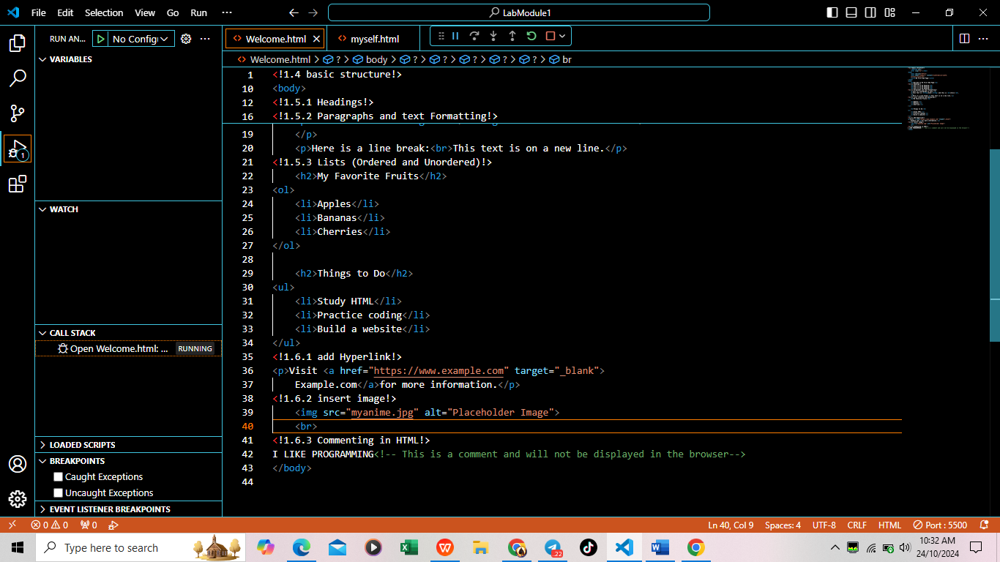 File Edit Selection View Go Run ··· LabModule1
RUN AN... No Config
Welcome.html myself.html
VARIABLES
Welcome.html > ? > body > ? > ? > ? > ? > ? > br
1 <!1.4 basic structure!>
10 <body>
12 <!1.5.1 Headings!>
16 <!1.5.2 Paragraphs and text Formatting!>
19 </p>
20 <p>Here is a line break:<br>This text is on a new line.</p>
21 <!1.5.3 Lists (Ordered and Unordered)!>
22 <h2>My Favorite Fruits</h2>
23 <ol>
24 <li>Apples</li>
25 <li>Bananas</li>
26 <li>Cherries</li>
27 </ol>
28
29 <h2>Things to Do</h2>
30 <ul>
31 <li>Study HTML</li>
32 <li>Practice coding</li>
33 <li>Build a website</li>
34 </ul>
35 <!1.6.1 add Hyperlink!>
36 <p>Visit <a href="https://www.example.com" target="_blank">
37 Example.com</a>for more information.</p>
38 <!1.6.2 insert image!>
39 <img src="myanime.jpg" alt="Placeholder Image">
40 <br>
41 <!1.6.3 Commenting in HTML!>
42 I LIKE PROGRAMMING<!-- This is a comment and will not be displayed in the browser-->
43 </body>
44
WATCH
CALL STACK
Open Welcome.html: ... RUNNING
LOADED SCRIPTS
BREAKPOINTS
Caught Exceptions
Uncaught Exceptions
EVENT LISTENER BREAKPOINTS
1
0 0 0 Ln 40, Col 9 Spaces: 4 UTF-8 CRLF HTML Port : 5500
Type here to search
22
10:32 AM
24/10/2024